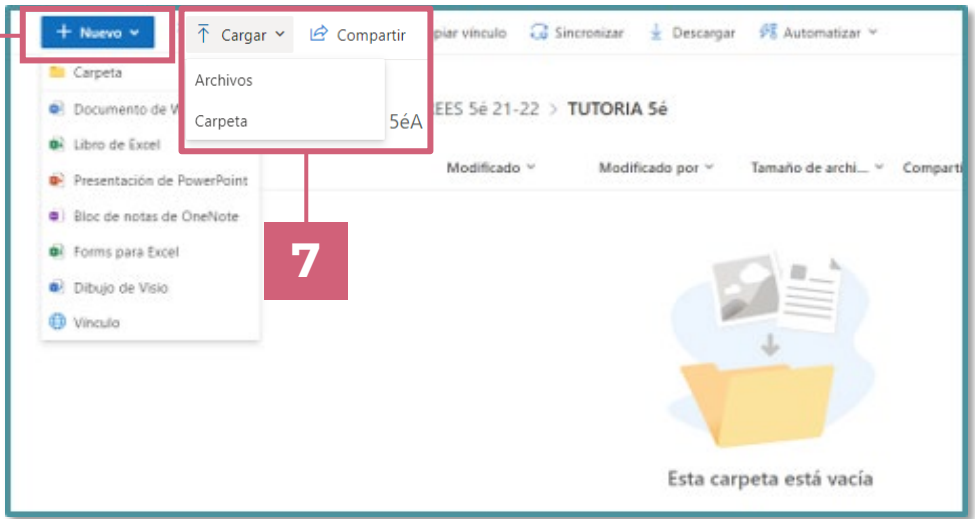 + Nuevo
Cargar Compartir piar vínculo Sincronizar Descargar Automatizar
Carpeta
Archivos
Documento de
Carpeta
5éA
5é 21-22 > TUTORIA 5é
Libro de Excel
Modificado Modificado por Tamaño de archi... Comparti
Presentación de PowerPoint
Bloc de notas de OneNote
Forms para Excel
7
Dibujo de Visio
Vínculo
Esta carpeta está vacía